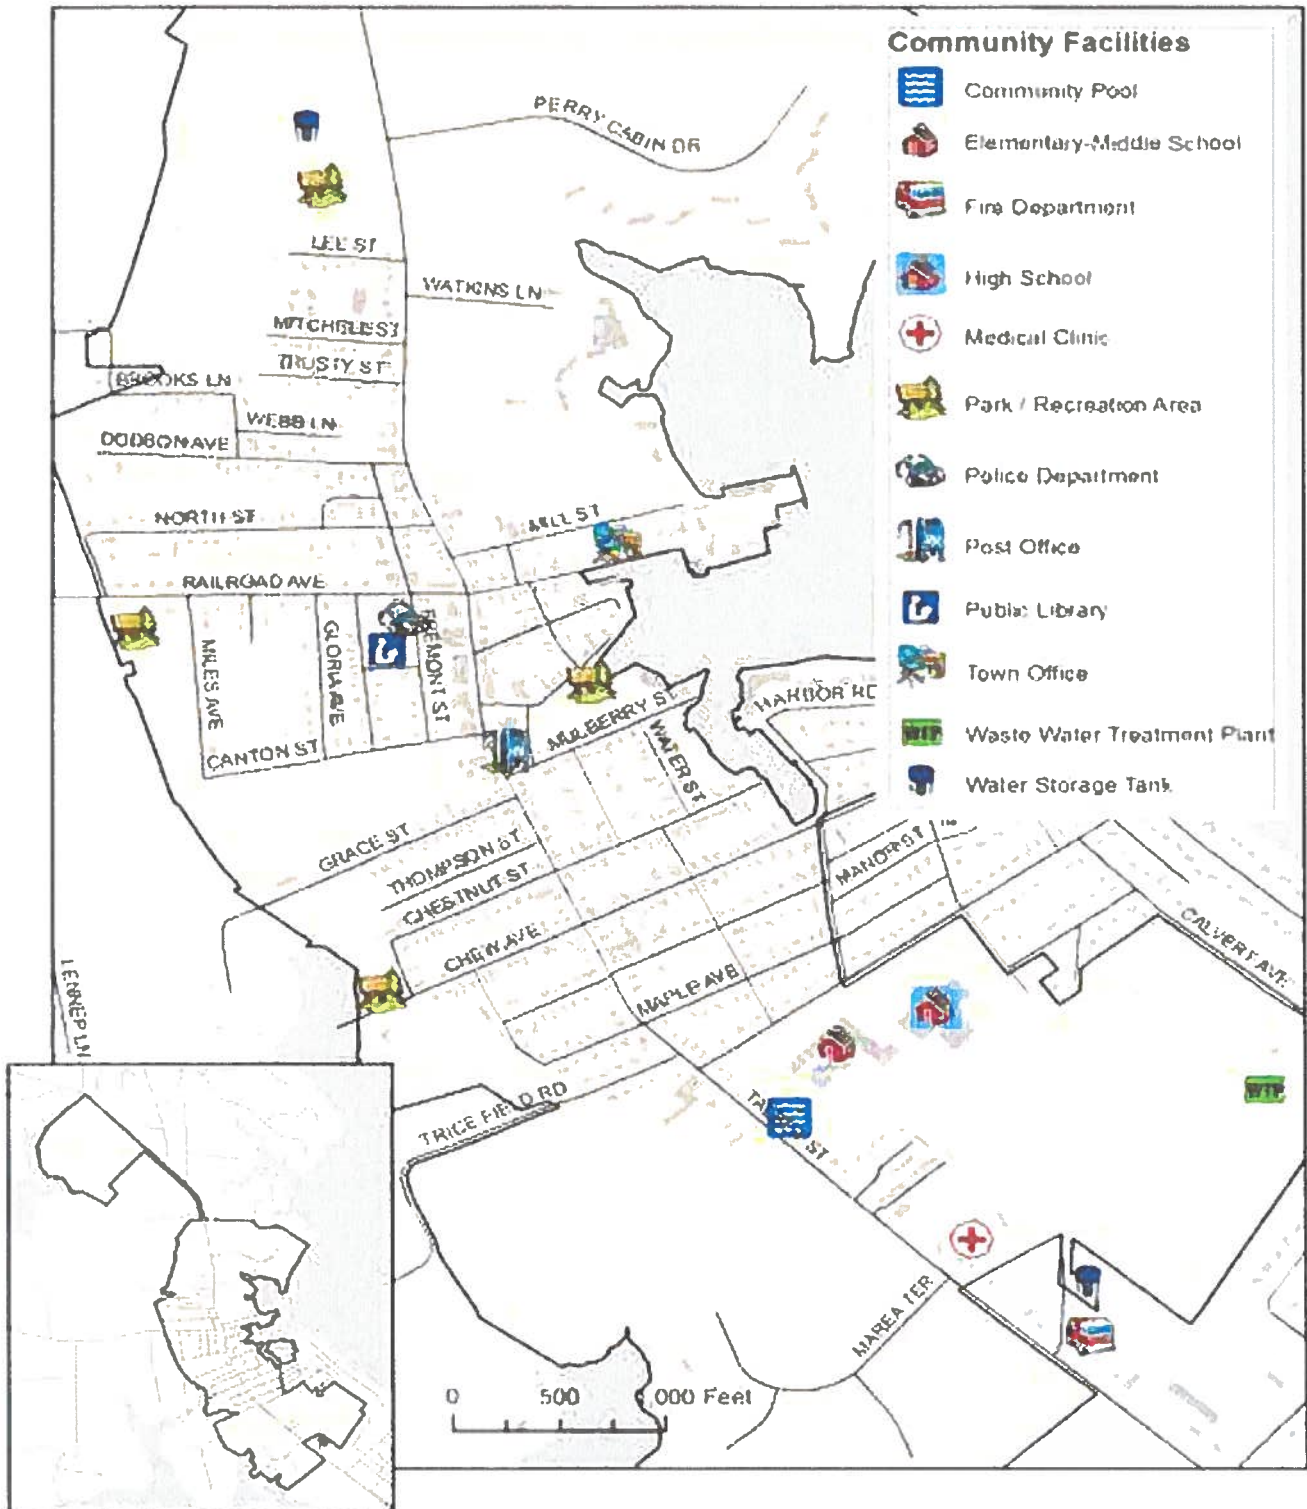 Community Facilities
Community Pool
Elementary-Middle School
Fire Department
High School
Medical Clinic
Park / Recreation Area
Police Department
Post Office
Public Library
Town Office
WTP
Waste Water Treatment Plant
Water Storage Tank
PERRY CABIN DR
LEE ST
WATKINS LN
MITCHELL ST
TRUSTY ST
BROOKS LN
WEBB LN
DODSON AVE
NORTH ST
MILL ST
RAILROAD AVE
MILES AVE
GLORIA AVE
FREMONT ST
CANTON ST
MULBERRY ST
WATER ST
HARBOR RD
GRACE ST
THOMPSON ST
CHESTNUT ST
CHEW AVE
MANOR ST
CALVERT AVE
MAPLE AVE
TRICE FIELD RD
ST
WTP
MAREA TER
0 500 000 Feet